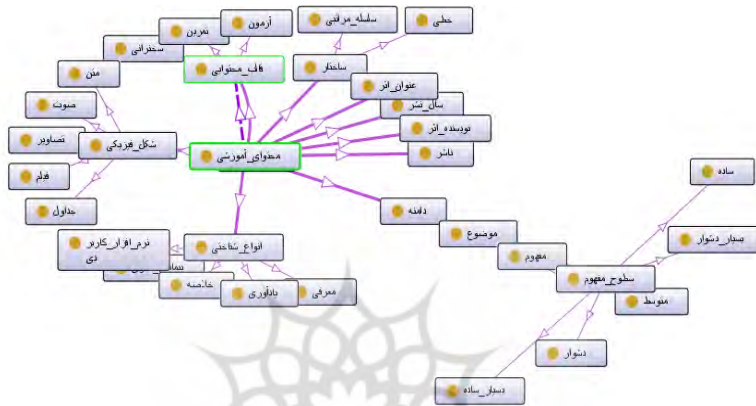 آزمون
سلسله_مراتبی
خطی
تمرین
سخنرانی
قالب_محتوایی
ساختار
متن
عنوان_اثر
صوت
سال_نشر
تصاویر
شکل_فیزیکی
نویسنده_اثر
محتوای_آموزشی
ناشر
فیلم
ساده
جداول
دامنه
موضوع
بسیار_دشوار
انواع_شناختی
نرم_افزار_کاربر
دی
مفهوم
سطوح_مفهوم
خلاصه
یادآوری
معرفی
متوسط
دشوار
بسیار_ساده